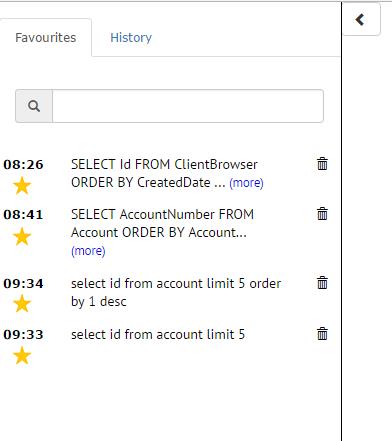 Favourites History
08:26 SELECT Id FROM ClientBrowser
ORDER BY CreatedDate ... (more)
08:41 SELECT AccountNumber FROM
Account ORDER BY Account...
(more)
09:34 select id from account limit 5 order
by 1 desc
09:33 select id from account limit 5